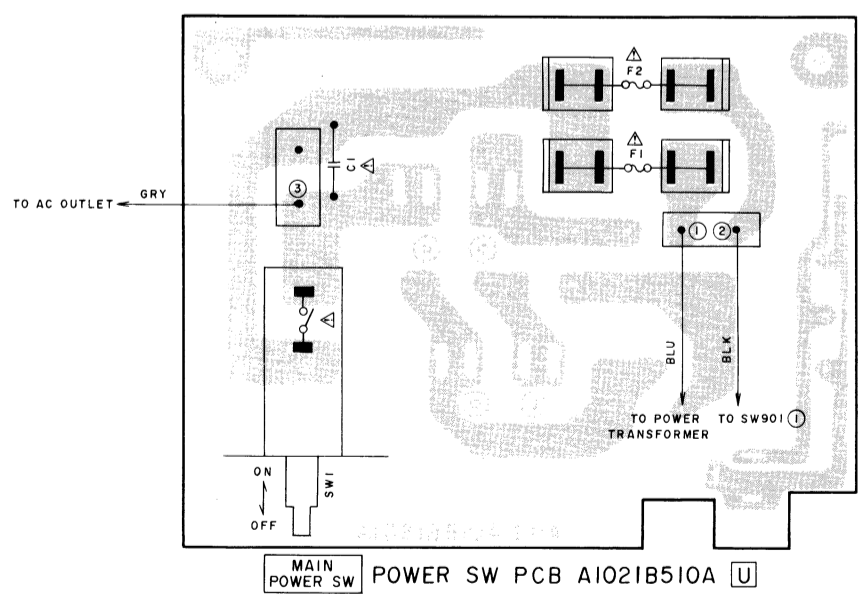 F2
F1
C1
3
TO AC OUTLET
GRY
1 2
BLU
BLK
TO POWER
TRANSFORMER
TO SW901 1
ON
OFF
SW1
MAIN
POWER SW
POWER SW PCB A1021B510A U